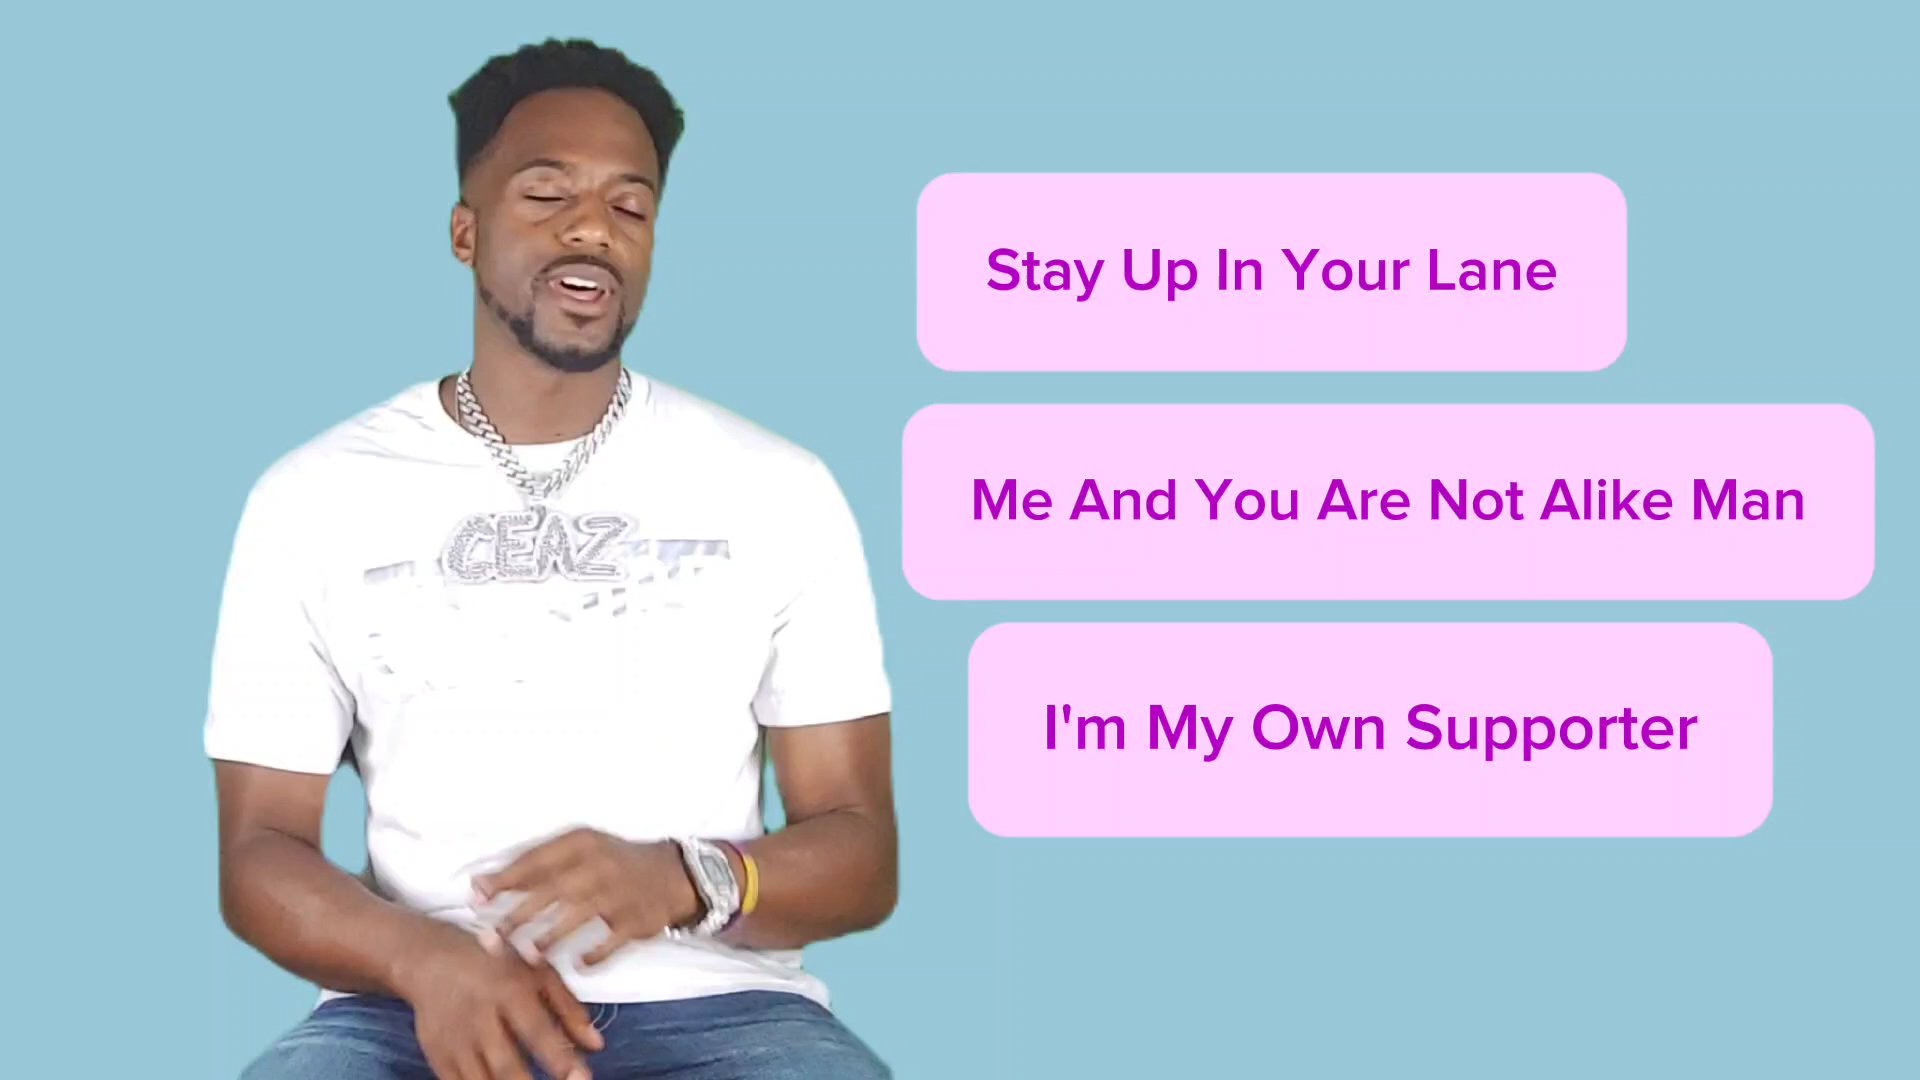 CEAZ
Stay Up In Your Lane
Me And You Are Not Alike Man
I'm My Own Supporter